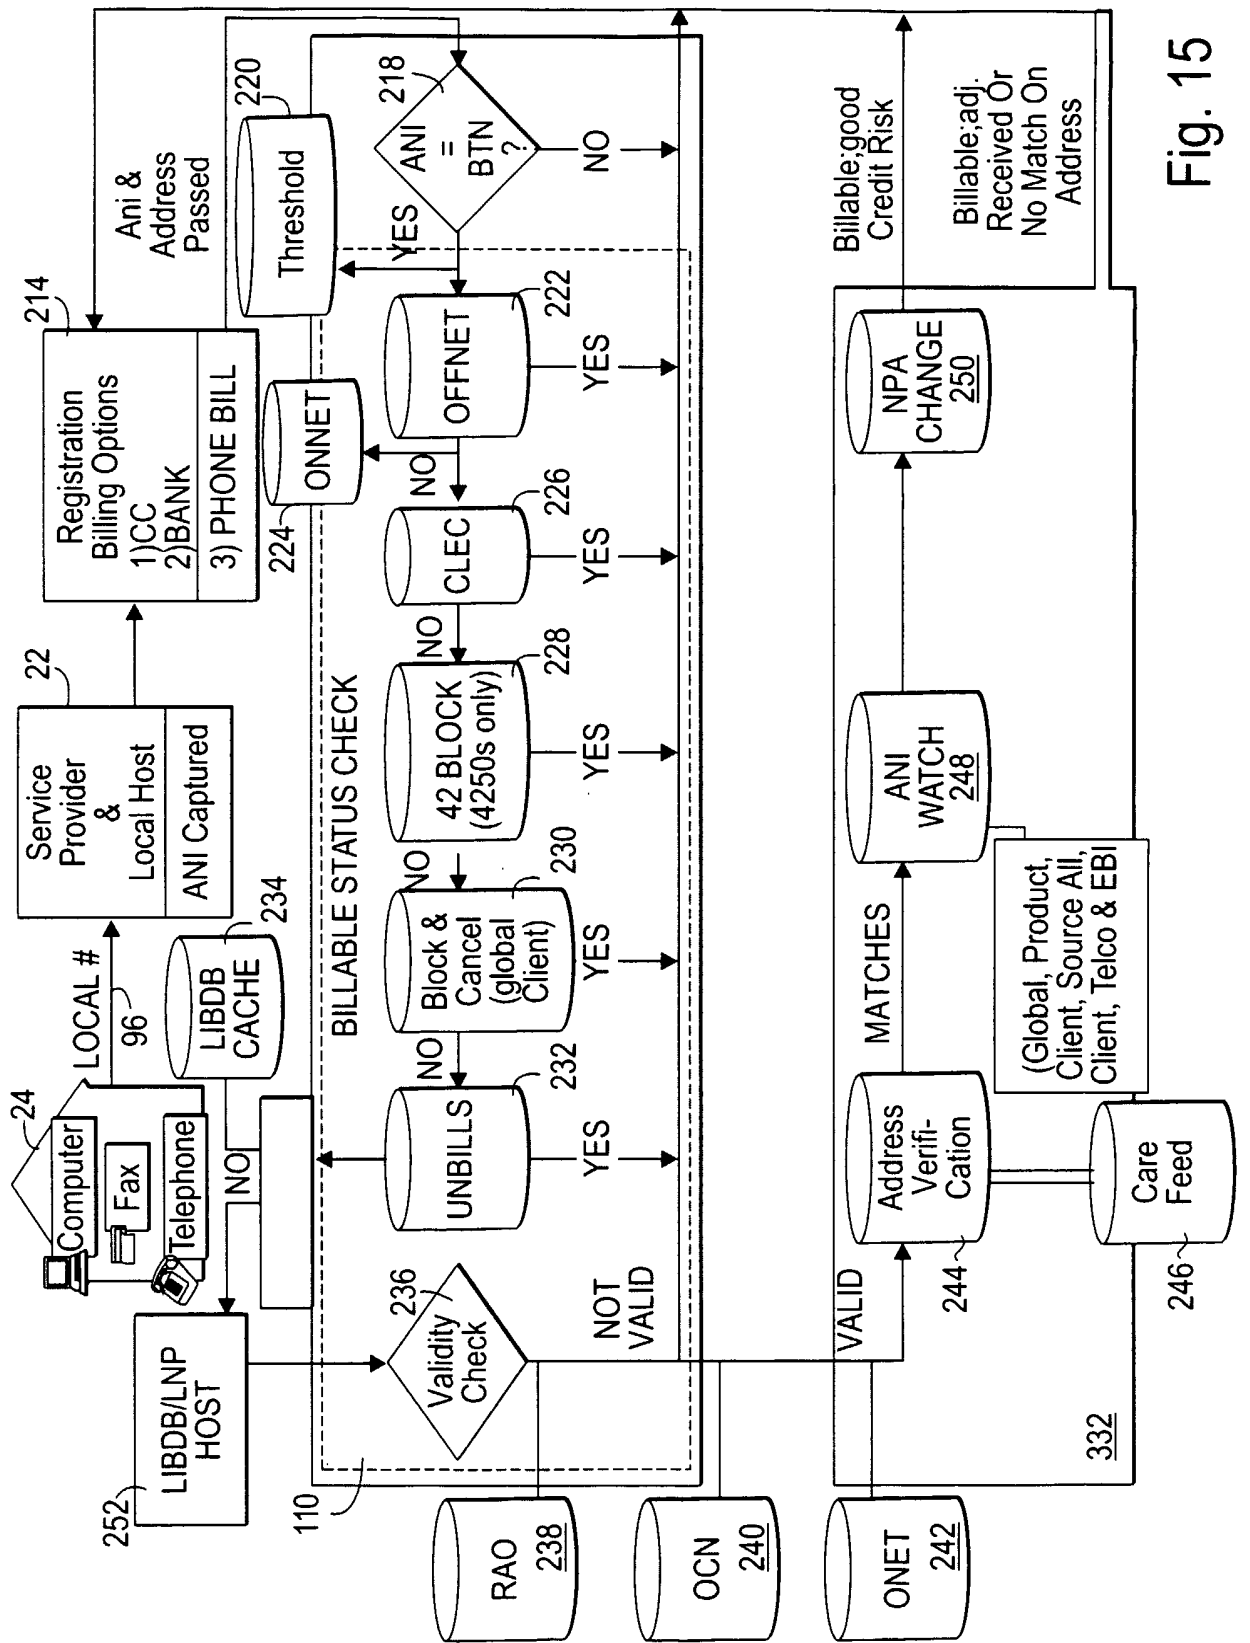 24
Computer
Fax
Telephone
LOCAL #
96
Service
Provider
&
Local Host
ANI Captured
22
Registration
Billing Options
1)CC
2)BANK
3) PHONE BILL
214
Ani &
Address
Passed
252
LIBDB/LNP
HOST
NO
LIBDB
CACHE
234
224
ONNET
Threshold
220
110
BILLABLE STATUS CHECK
Validity
Check
236
UNBILLS
232
NO
Block &
Cancel
(global
Client)
230
NO
42 BLOCK
(4250s only)
228
NO
CLEC
226
NO
OFFNET
222
YES
ANI
=
BTN
?
218
NOT
VALID
YES
YES
YES
YES
YES
NO
RAO
238
OCN
240
ONET
242
VALID
332
244
Address
Verifi-
Cation
MATCHES
ANI
WATCH
248
NPA
CHANGE
250
Billable;good
Credit Risk
246
Care
Feed
(Global, Product,
Client, Source All,
Client, Telco & EBI
Billable;adj.
Received Or
No Match On
Address
Fig. 15